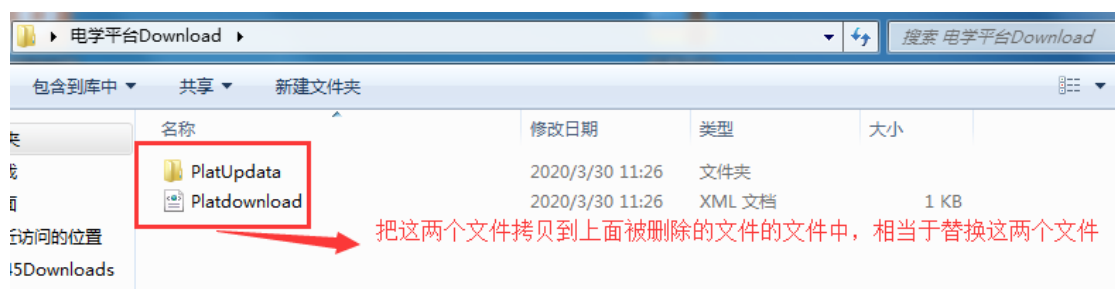 电学平台Download
搜索 电学平台Download
包含到库中 共享 新建文件夹
名称 修改日期 类型 大小
PlatUpdata 2020/3/30 11:26 文件夹
Platdownload 2020/3/30 11:26 XML 文档 1 KB
把这两个文件拷贝到上面被删除的文件的文件中，相当于替换这两个文件
访问的位置
45Downloads